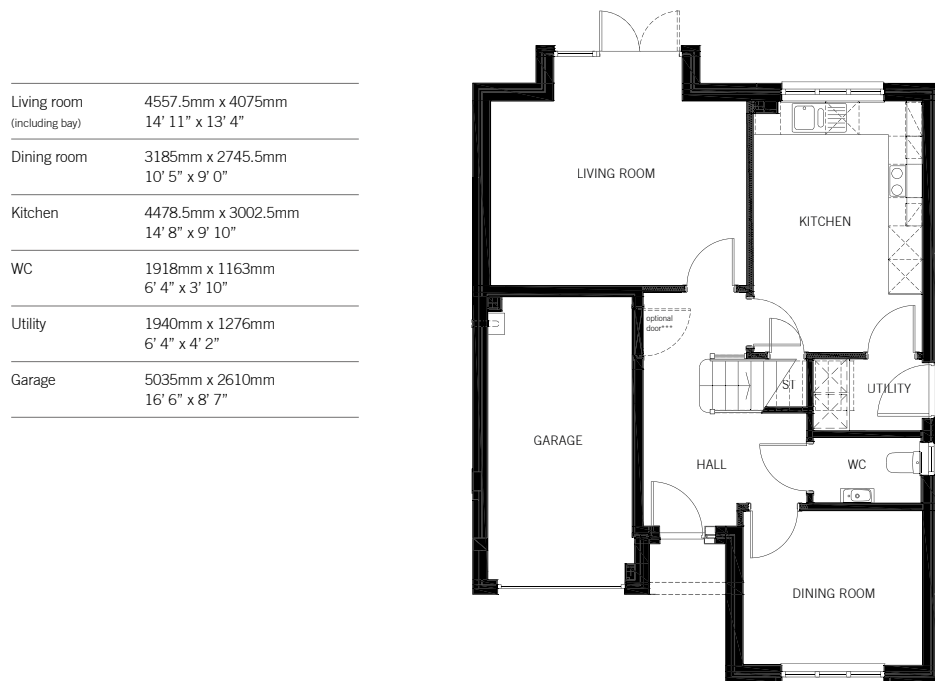 Living room 4557.5mm x 4075mm
(including bay) 14’ 11” x 13’ 4”
Dining room 3185mm x 2745.5mm
10’ 5” x 9’ 0”
Kitchen 4478.5mm x 3002.5mm
14’ 8” x 9’ 10”
WC 1918mm x 1163mm
6’ 4” x 3’ 10”
Utility 1940mm x 1276mm
6’ 4” x 4’ 2”
Garage 5035mm x 2610mm
16’ 6” x 8’ 7”
LIVING ROOM
KITCHEN
optional
door***
ST
UTILITY
GARAGE
HALL
WC
DINING ROOM